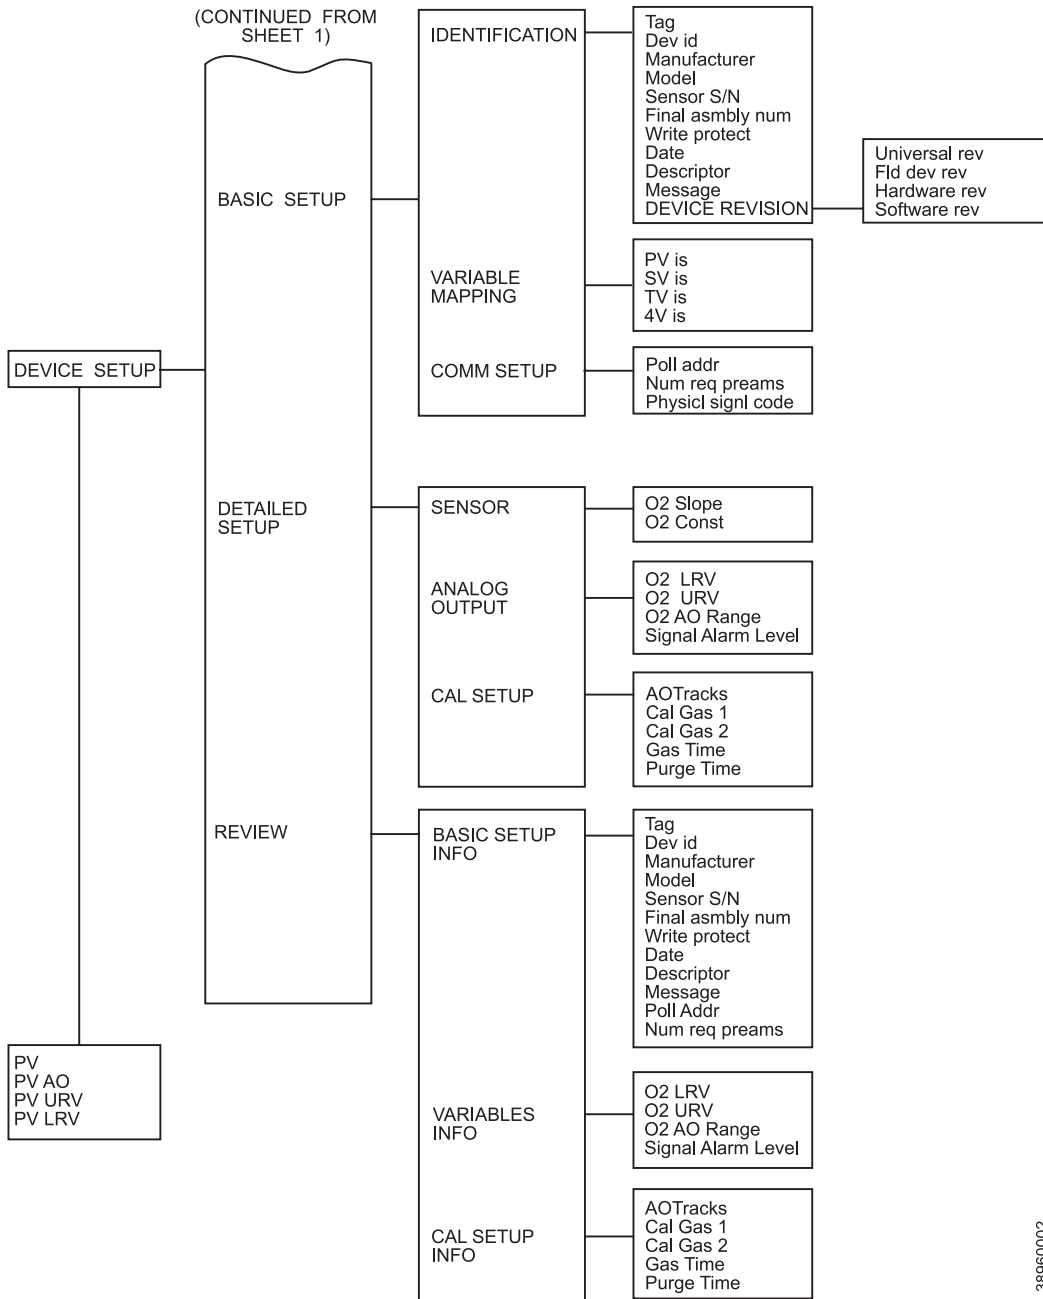 (CONTINUED FROM
SHEET 1)
DEVICE SETUP
PV
PV AO
PV URV
PV LRV
BASIC SETUP
IDENTIFICATION
Tag
Dev id
Manufacturer
Model
Sensor S/N
Final asmbly num
Write protect
Date
Descriptor
Message
DEVICE REVISION
Universal rev
Fld dev rev
Hardware rev
Software rev
VARIABLE
MAPPING
PV is
SV is
TV is
4V is
COMM SETUP
Poll addr
Num req preams
Physicl signl code
DETAILED
SETUP
SENSOR
O2 Slope
O2 Const
ANALOG
OUTPUT
O2 LRV
O2 URV
O2 AO Range
Signal Alarm Level
CAL SETUP
AOTracks
Cal Gas 1
Cal Gas 2
Gas Time
Purge Time
REVIEW
BASIC SETUP
INFO
Tag
Dev id
Manufacturer
Model
Sensor S/N
Final asmbly num
Write protect
Date
Descriptor
Message
Poll Addr
Num req preams
VARIABLES
INFO
O2 LRV
O2 URV
O2 AO Range
Signal Alarm Level
CAL SETUP
INFO
AOTracks
Cal Gas 1
Cal Gas 2
Gas Time
Purge Time
38960002